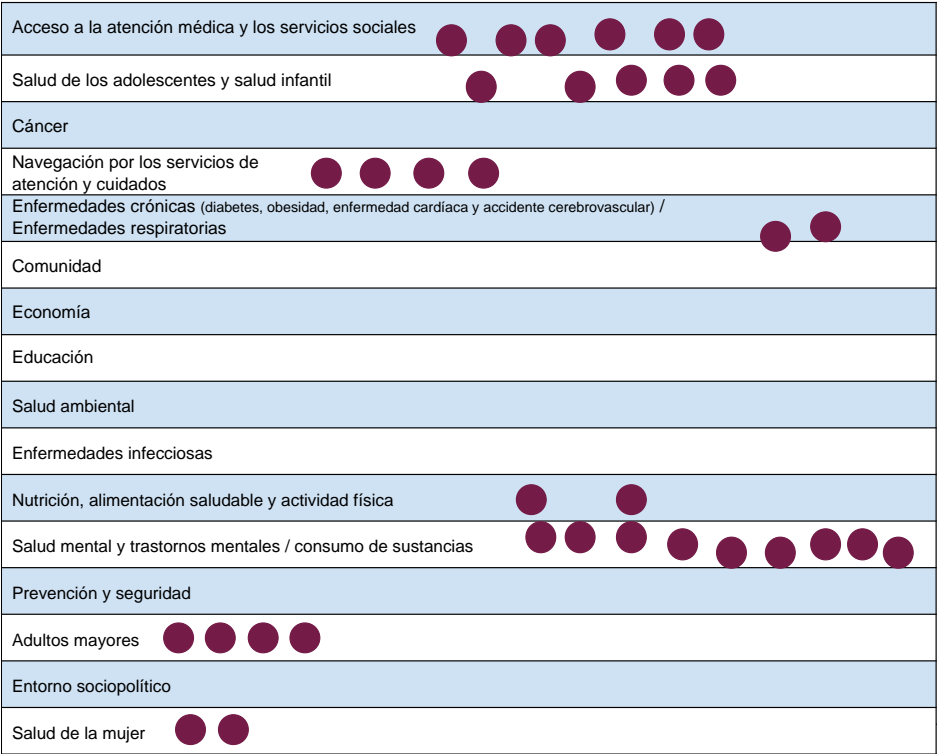 Acceso a la atención médica y los servicios sociales
Salud de los adolescentes y salud infantil
Cáncer
Navegación por los servicios de
atención y cuidados
Enfermedades crónicas (diabetes, obesidad, enfermedad cardíaca y accidente cerebrovascular) /
Enfermedades respiratorias
Comunidad
Economía
Educación
Salud ambiental
Enfermedades infecciosas
Nutrición, alimentación saludable y actividad física
Salud mental y trastornos mentales / consumo de sustancias
Prevención y seguridad
Adultos mayores
Entorno sociopolítico
Salud de la mujer